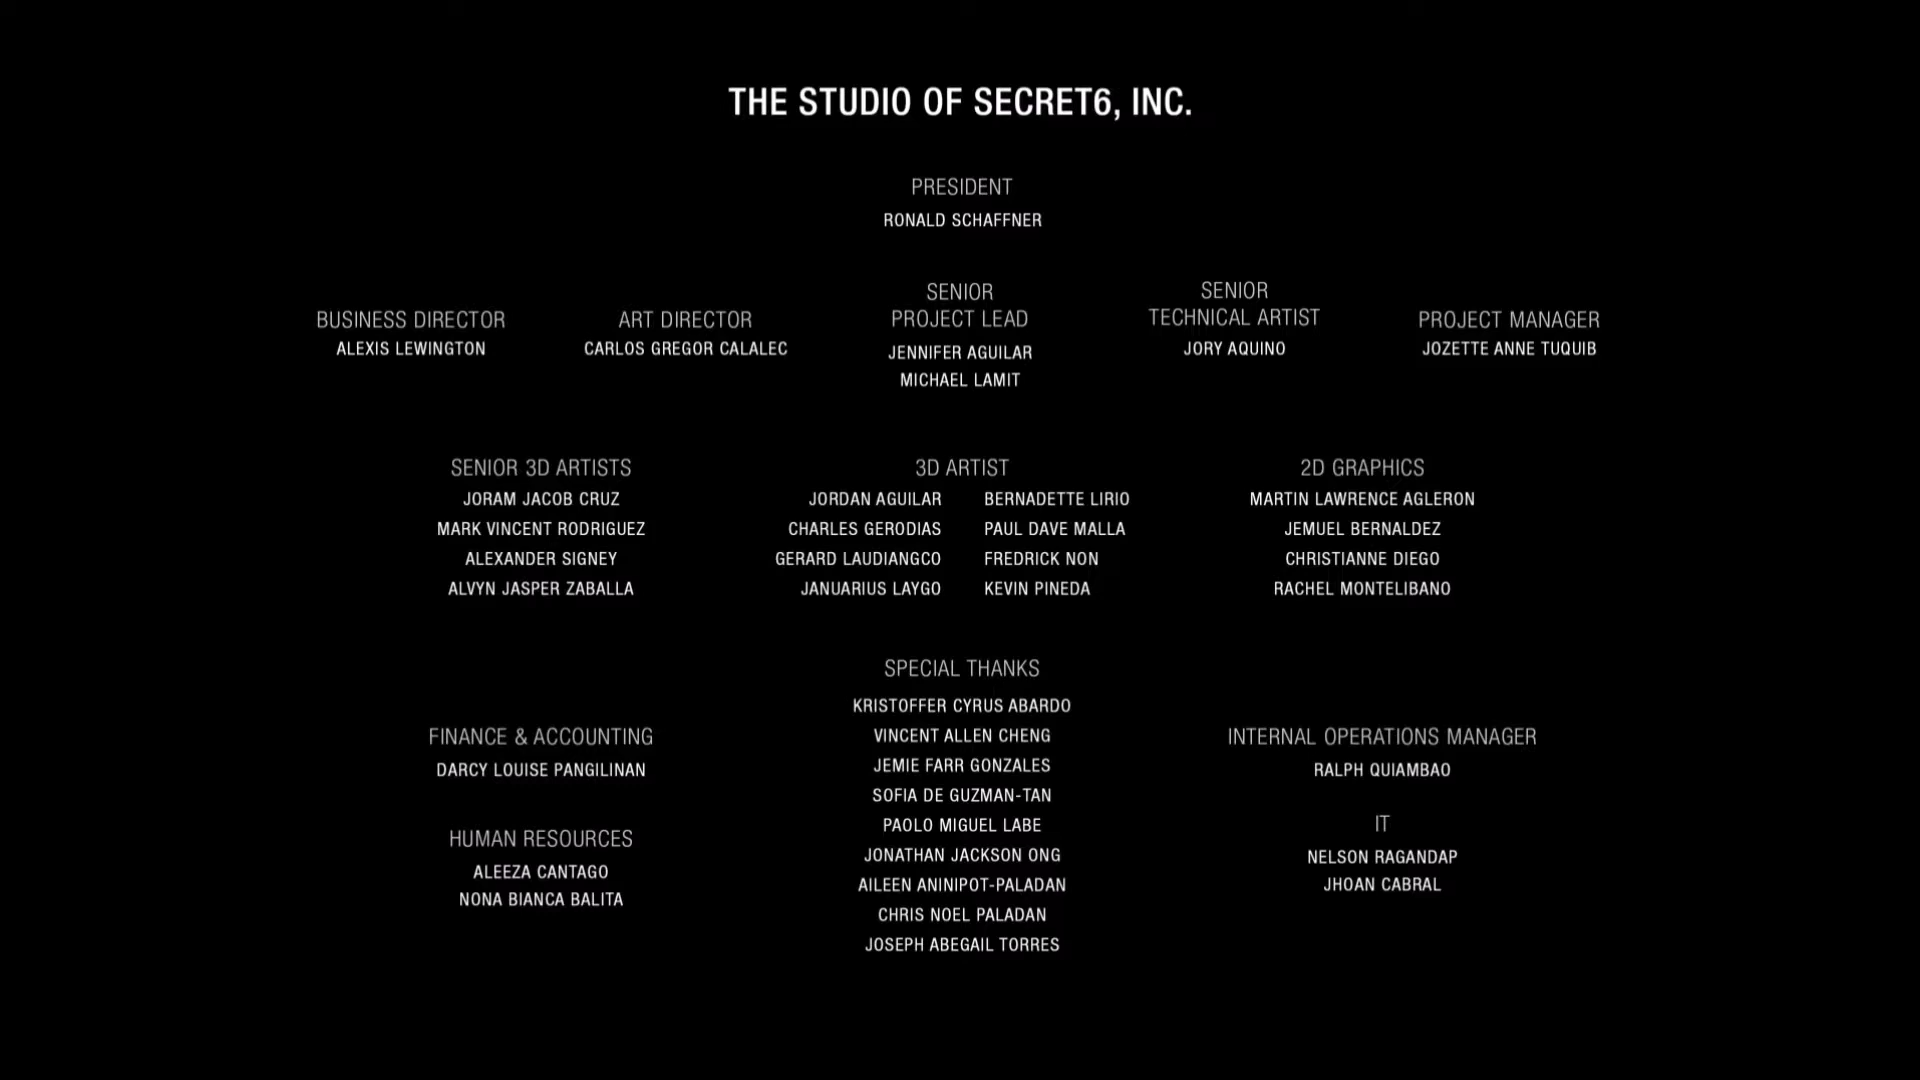 THE STUDIO OF SECRET6, INC.
PRESIDENT
RONALD SCHAFFNER
BUSINESS DIRECTOR
ALEXIS LEWINGTON
ART DIRECTOR
CARLOS GREGOR CALALEC
SENIOR
PROJECT LEAD
JENNIFER AGUILAR
MICHAEL LAMIT
SENIOR
TECHNICAL ARTIST
JORY AQUINO
PROJECT MANAGER
JOZETTE ANNE TUQUIB
SENIOR 3D ARTISTS
JORAM JACOB CRUZ
MARK VINCENT RODRIGUEZ
ALEXANDER SIGNEY
ALVYN JASPER ZABALLA
3D ARTIST
JORDAN AGUILAR
CHARLES GERODIAS
GERARD LAUDIANGCO
JANUARIUS LAYGO
BERNADETTE LIRIO
PAUL DAVE MALLA
FREDRICK NON
KEVIN PINEDA
2D GRAPHICS
MARTIN LAWRENCE AGLERON
JEMUEL BERNALDEZ
CHRISTIANNE DIEGO
RACHEL MONTELIBANO
FINANCE & ACCOUNTING
DARCY LOUISE PANGILINAN
HUMAN RESOURCES
ALEEZA CANTAGO
NONA BIANCA BALITA
SPECIAL THANKS
KRISTOFFER CYRUS ABARDO
VINCENT ALLEN CHENG
JEMIE FARR GONZALES
SOFIA DE GUZMAN-TAN
PAOLO MIGUEL LABE
JONATHAN JACKSON ONG
AILEEN ANINIPOT-PALADAN
CHRIS NOEL PALADAN
JOSEPH ABEGAIL TORRES
INTERNAL OPERATIONS MANAGER
RALPH QUIAMBAO
IT
NELSON RAGANDAP
JHOAN CABRAL